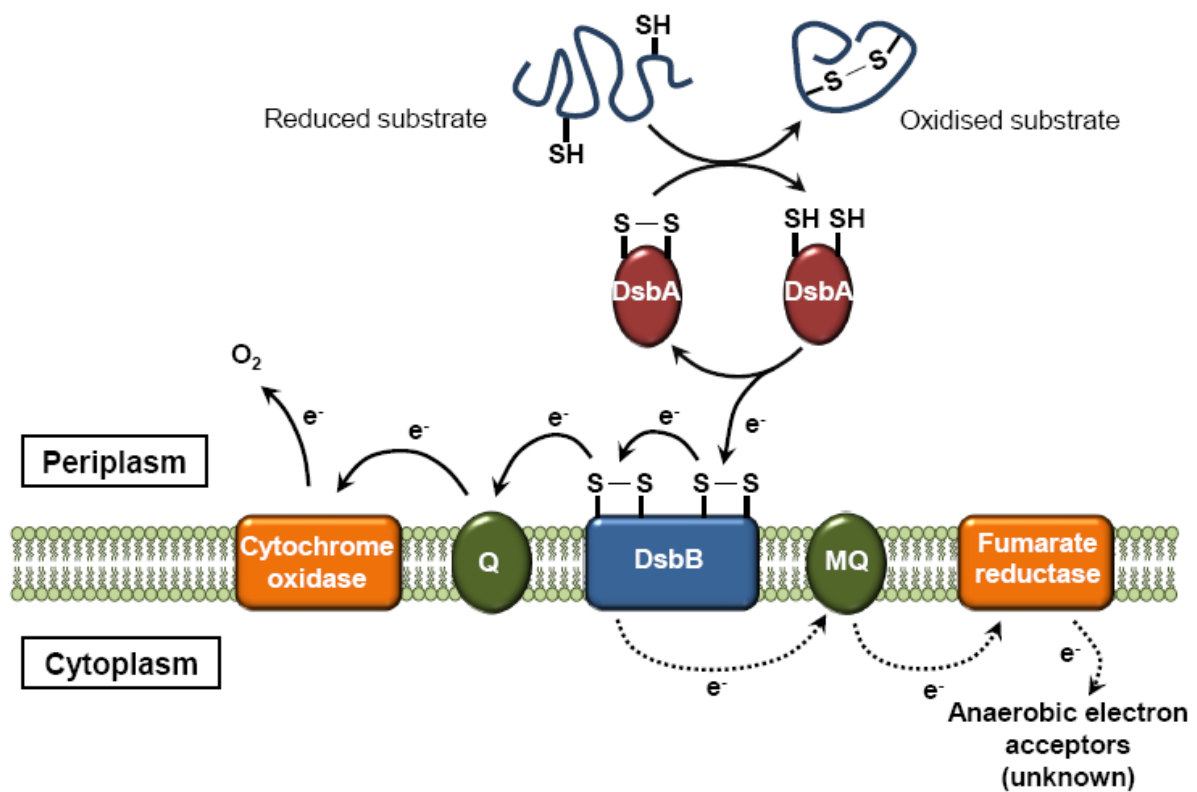 SH
Reduced substrate
SH
S — S
Oxidised substrate
S — S
SH SH
DsbA
DsbA
O2
e-
e-
e-
e-
e-
Periplasm
S — S
S — S
Cytochrome
oxidase
Q
DsbB
MQ
Fumarate
reductase
Cytoplasm
e-
e-
e-
Anaerobic electron
acceptors
(unknown)